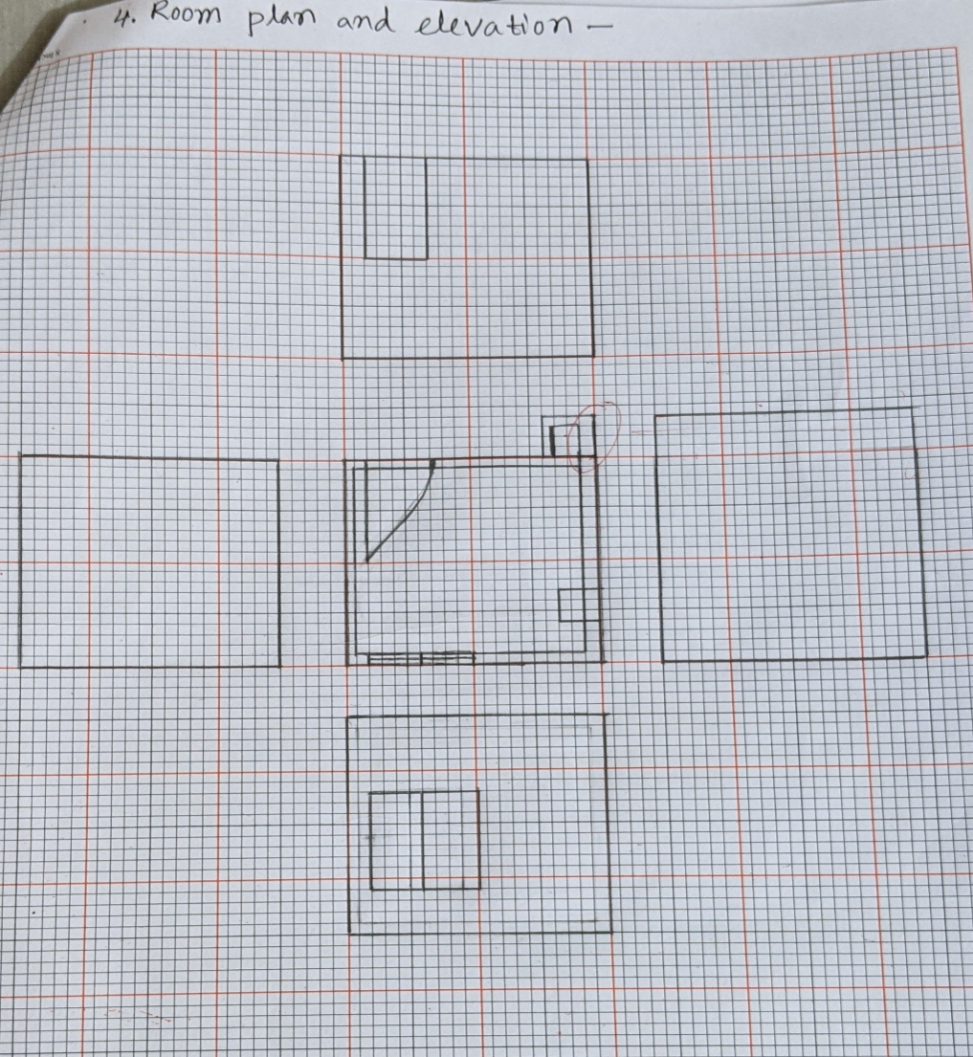 4. Room plan and elevation –